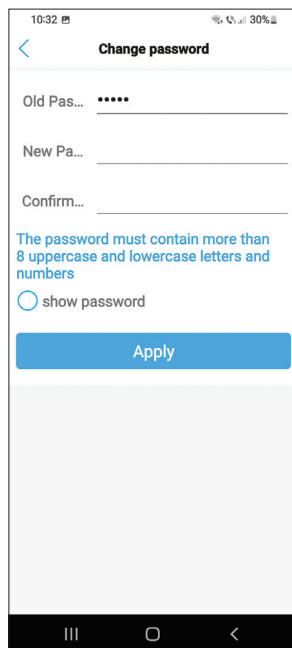 10:32 30%
Change password
Old Pas... •••••
New Pa...
Confirm...
The password must contain more than
8 uppercase and lowercase letters and
numbers
show password
Apply